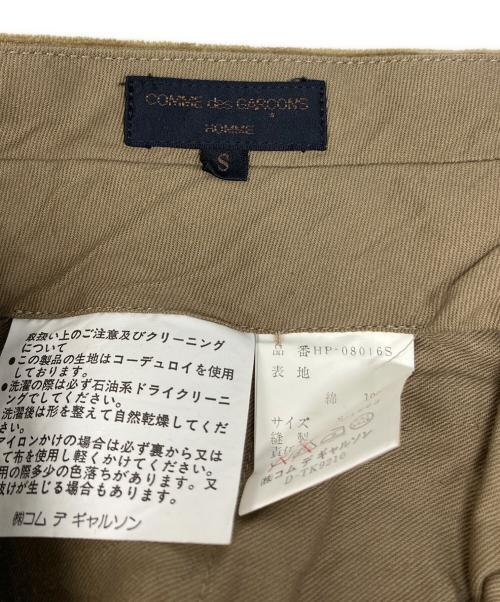 COMME des GARÇONS
HOMME
S
取扱い上のご注意及びクリーニング
について
●この製品の生地はコーデュロイを使用
しております。
●洗濯の際は必ず石油系ドライクリーニ
ングでしてください。
洗濯後は形を整えて自然乾燥してくだ
さい。
アイロンかけの場合は必ず裏から又は
て布を使用し軽くかけてください。
用の際多少の色落ちがあります。又
抜けが生じる場合もあります。
㈱コム デ ギャルソン
品 番 HP-08016S
表 地
綿
サイズ
縫 製
㈱コム デ ギャルソン
D-TK9210